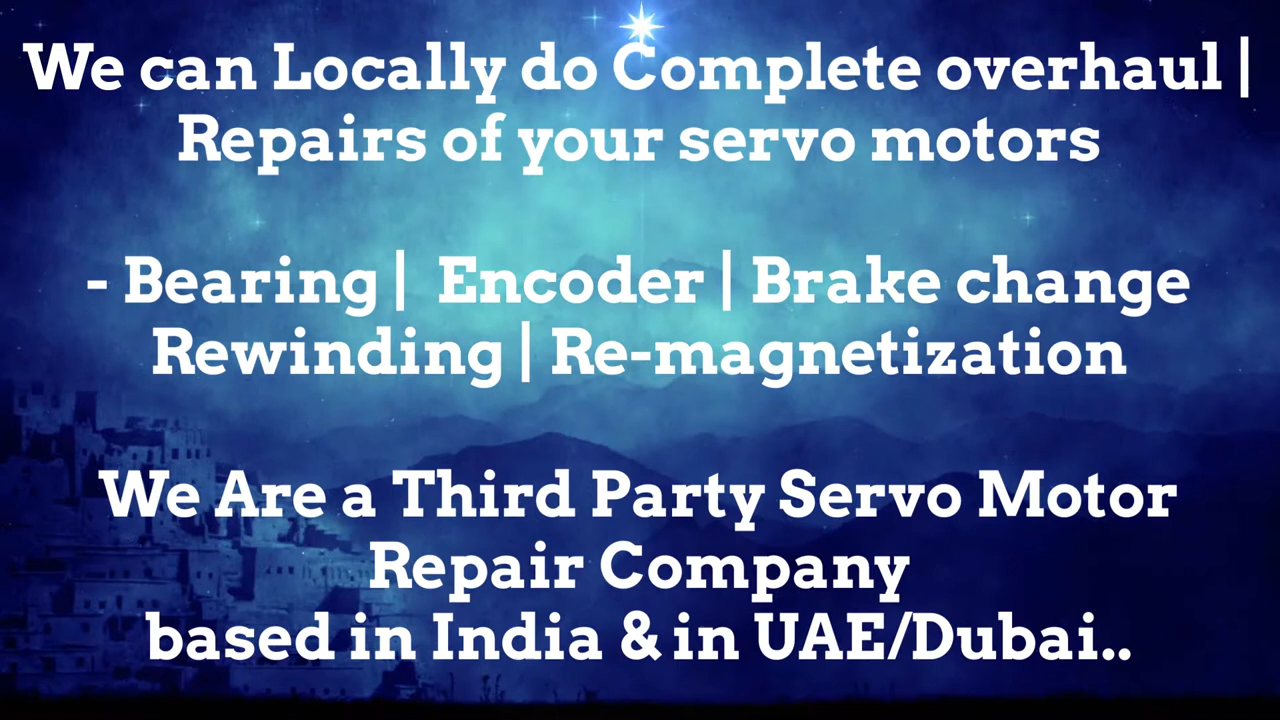 We can Locally do Complete overhaul |
Repairs of your servo motors
- Bearing |  Encoder | Brake change
Rewinding | Re-magnetization
We Are a Third Party Servo Motor
Repair Company
based in India & in UAE/Dubai..